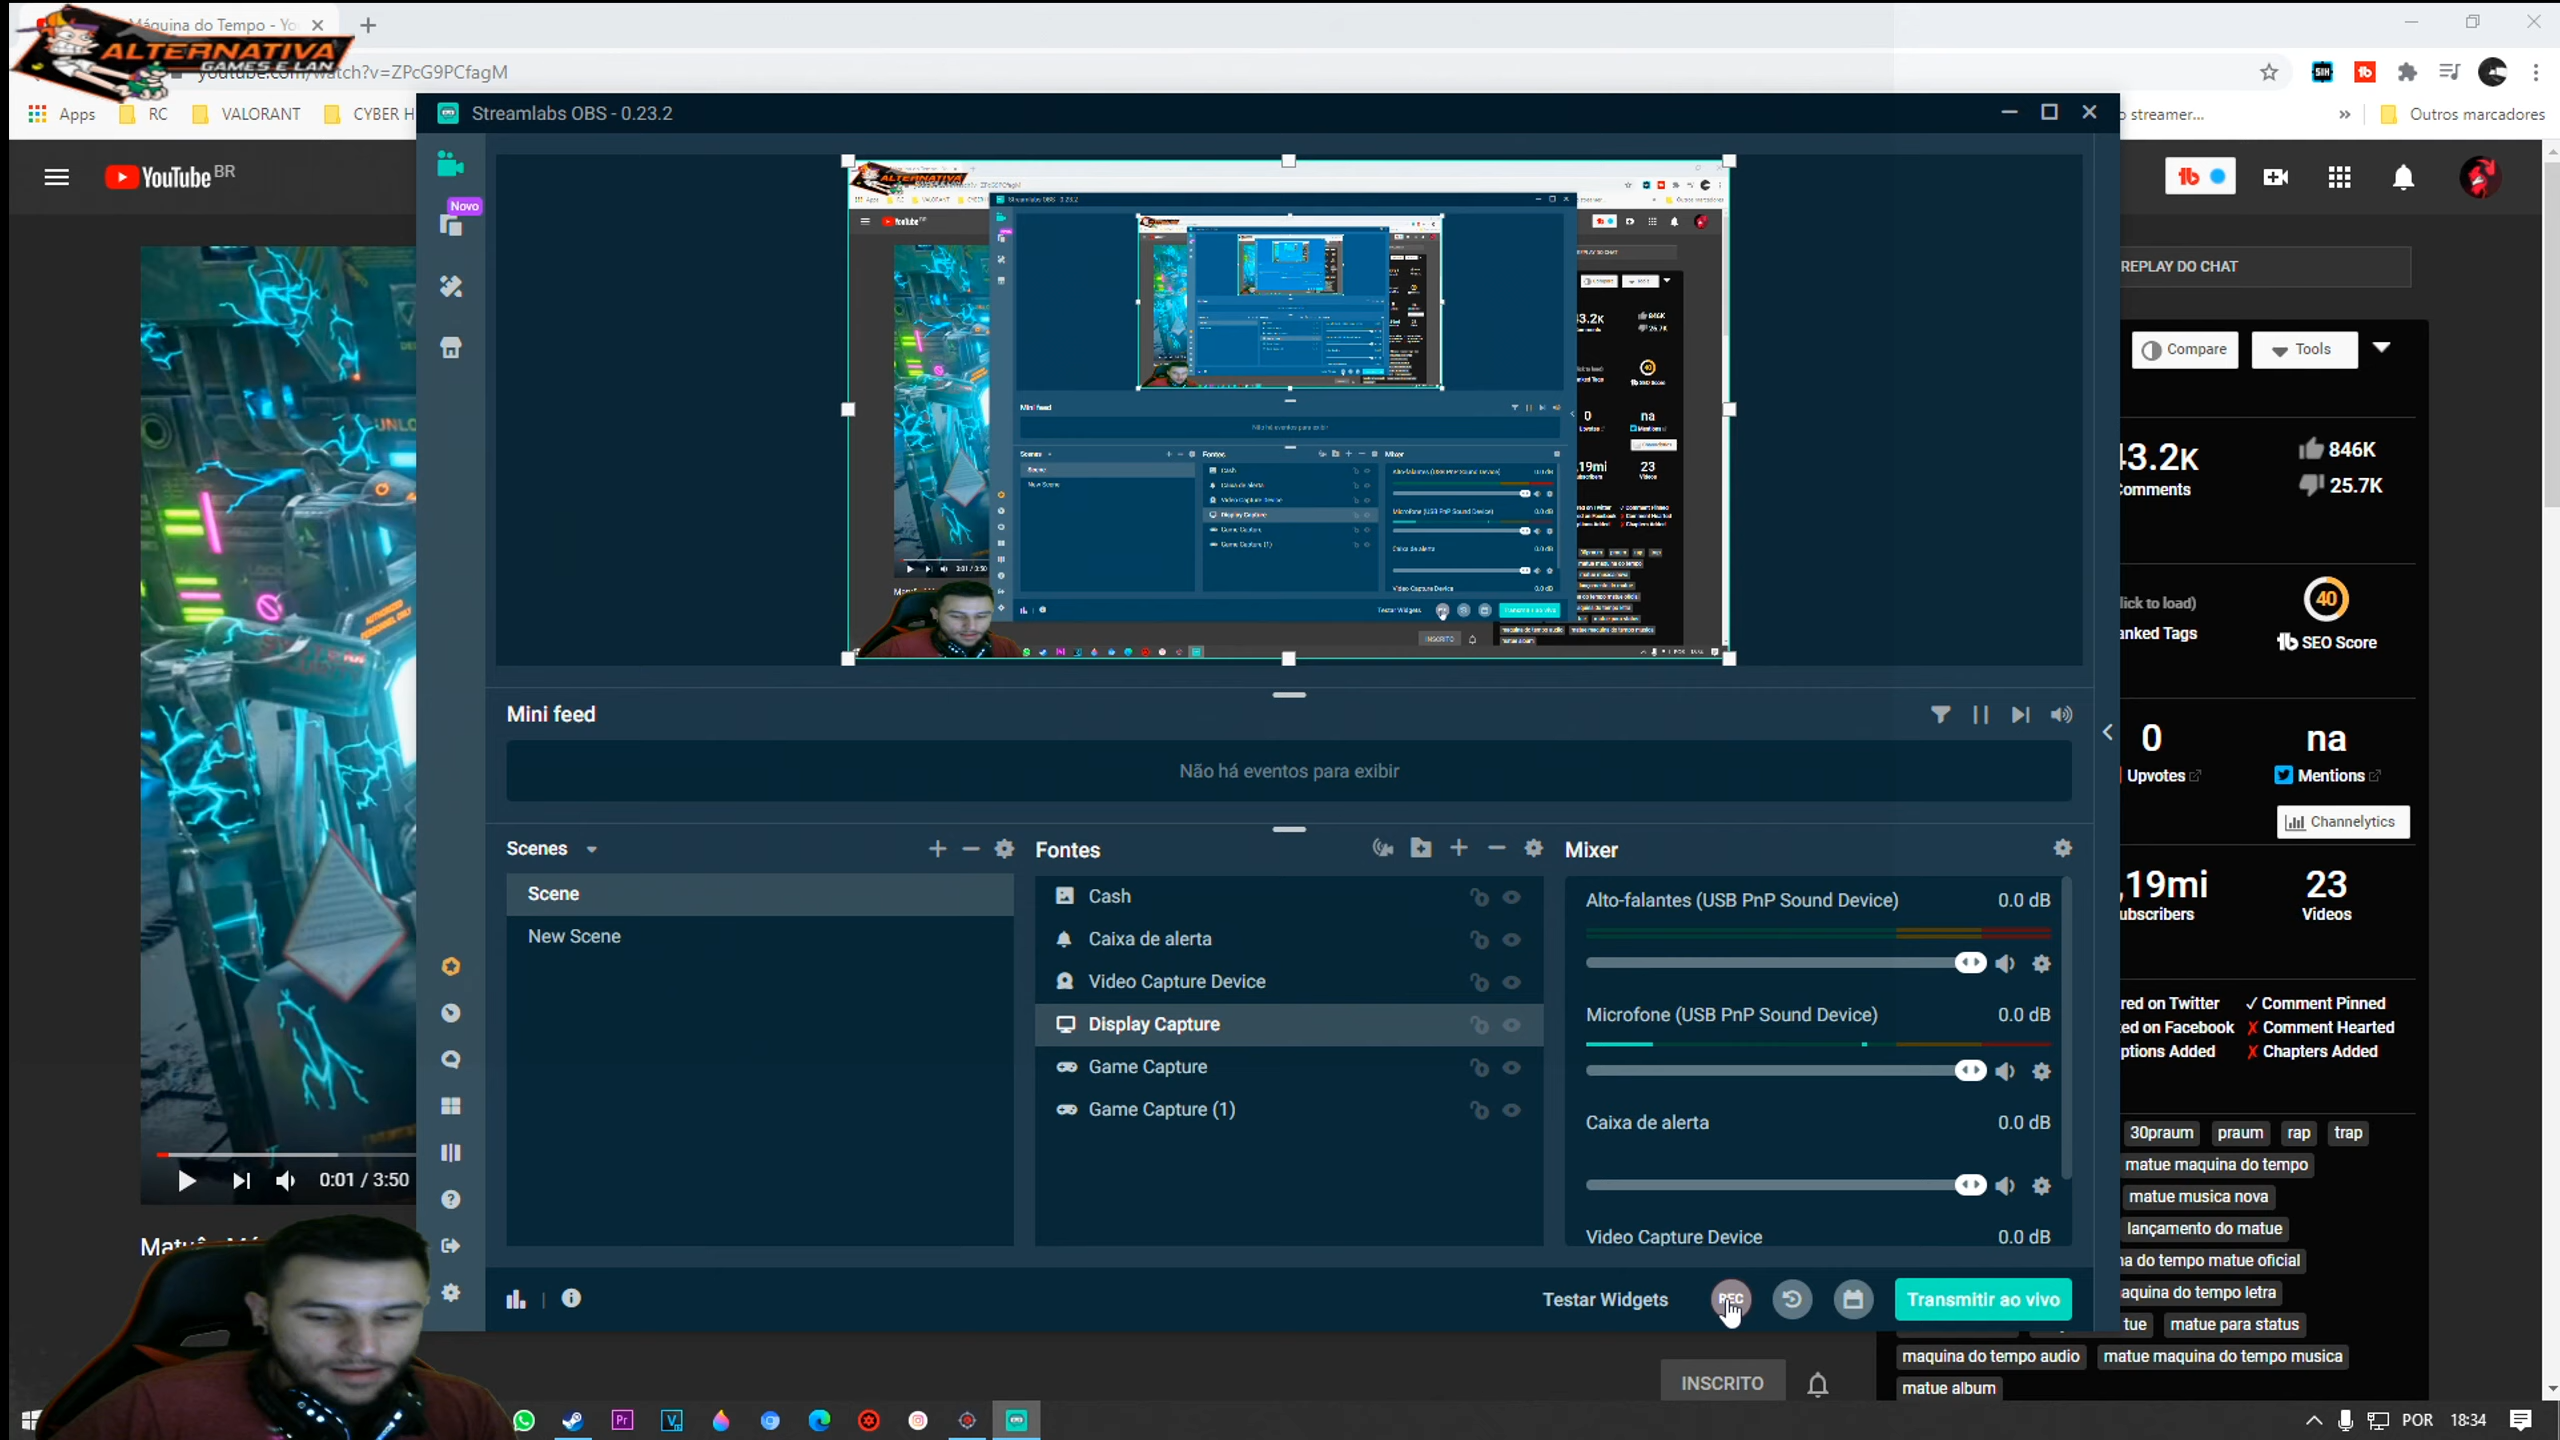 Máquina do Tempo - Yo
ALTERNATIVA
GAMES E LAN
youtube.com/watch?v=ZPcG9PCfagM
Apps
RC
VALORANT
CYBER H
o streamer...
»
Outros marcadores
Streamlabs OBS - 0.23.2
YouTube BR
Novo
REPLAY DO CHAT
Compare
Tools
43.2K
Comments
846K
25.7K
lick to load)
anked Tags
40
SEO Score
0
Upvotes
na
Mentions
Channelytics
,19mi
ubscribers
23
Videos
red on Twitter
✓ Comment Pinned
ed on Facebook
✗ Comment Hearted
ptions Added
✗ Chapters Added
30praum
praum
rap
trap
matue maquina do tempo
matue musica nova
lançamento do matue
na do tempo matue oficial
aquina do tempo letra
tue
matue para status
maquina do tempo audio
matue maquina do tempo musica
matue album
Mini feed
Não há eventos para exibir
Scenes
Scene
New Scene
Fontes
Cash
Caixa de alerta
Video Capture Device
Display Capture
Game Capture
Game Capture (1)
Mixer
Alto-falantes (USB PnP Sound Device)
0.0 dB
Microfone (USB PnP Sound Device)
0.0 dB
Caixa de alerta
0.0 dB
Video Capture Device
0.0 dB
Testar Widgets
REC
Transmitir ao vivo
0:01 / 3:50
INSCRITO
POR
18:34